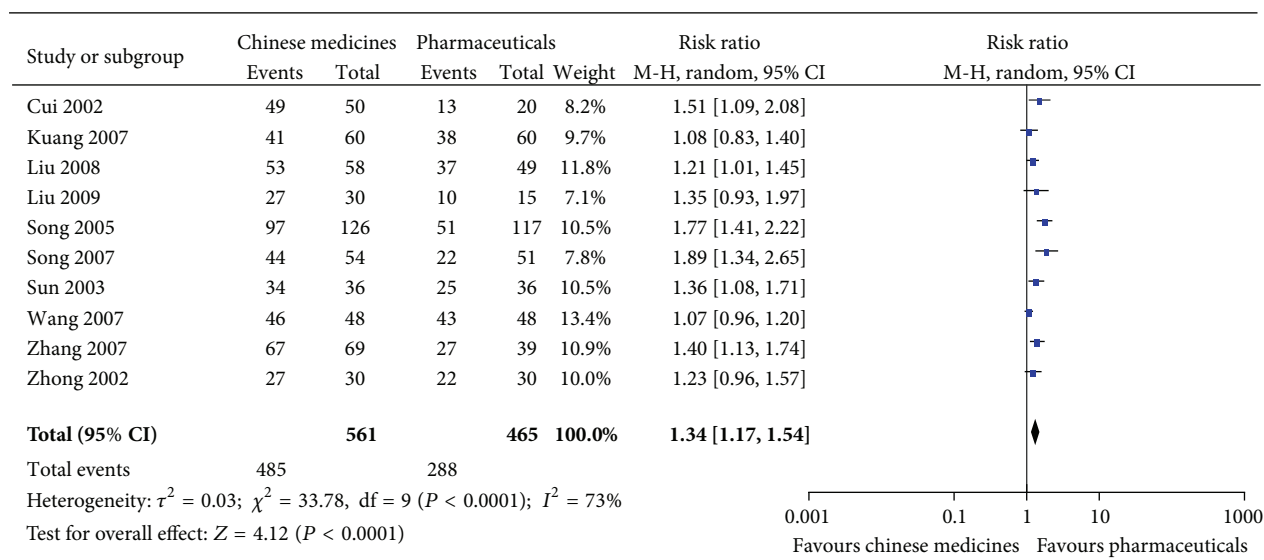 Study or subgroup Chinese medicines Pharmaceuticals Risk ratio Risk ratio
Events Total Events Total Weight M-H, random, 95% CI M-H, random, 95% CI
Cui 2002 49 50 13 20 8.2% 1.51 [1.09, 2.08]
Kuang 2007 41 60 38 60 9.7% 1.08 [0.83, 1.40]
Liu 2008 53 58 37 49 11.8% 1.21 [1.01, 1.45]
Liu 2009 27 30 10 15 7.1% 1.35 [0.93, 1.97]
Song 2005 97 126 51 117 10.5% 1.77 [1.41, 2.22]
Song 2007 44 54 22 51 7.8% 1.89 [1.34, 2.65]
Sun 2003 34 36 25 36 10.5% 1.36 [1.08, 1.71]
Wang 2007 46 48 43 48 13.4% 1.07 [0.96, 1.20]
Zhang 2007 67 69 27 39 10.9% 1.40 [1.13, 1.74]
Zhong 2002 27 30 22 30 10.0% 1.23 [0.96, 1.57]
Total (95% CI) 561 465 100.0% 1.34 [1.17, 1.54]
Total events 485 288
Heterogeneity: τ² = 0.03; χ² = 33.78, df = 9 (P < 0.0001); I² = 73%
Test for overall effect: Z = 4.12 (P < 0.0001)
0.001 0.1 1 10 1000
Favours chinese medicines Favours pharmaceuticals